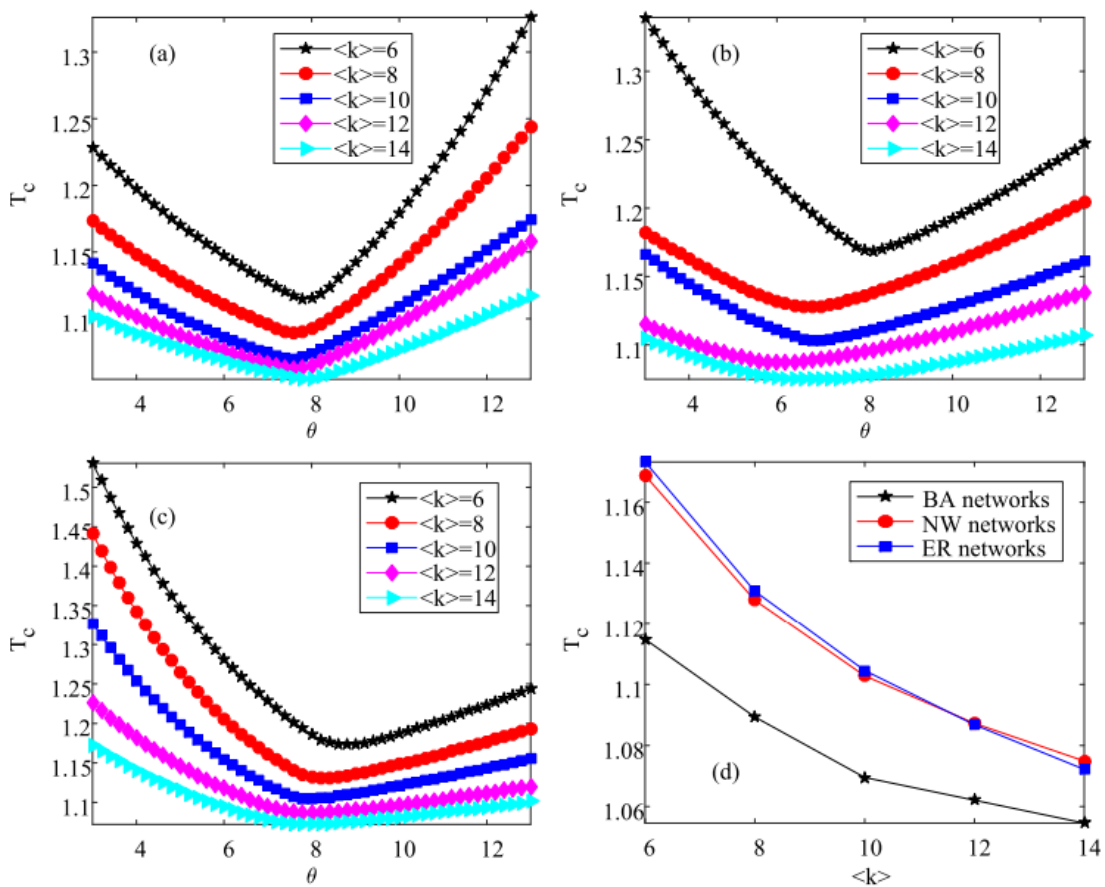 (a)
<k>=6
<k>=8
<k>=10
<k>=12
<k>=14
1.3
1.25
1.2
1.15
1.1
T_c
4 6 8 10 12
θ
(b)
<k>=6
<k>=8
<k>=10
<k>=12
<k>=14
1.3
1.25
1.2
1.15
1.1
T_c
4 6 8 10 12
θ
(c)
<k>=6
<k>=8
<k>=10
<k>=12
<k>=14
1.5
1.45
1.4
1.35
1.3
1.25
1.2
1.15
1.1
T_c
4 6 8 10 12
θ
BA networks
NW networks
ER networks
1.16
1.14
1.12
1.1
1.08
1.06
T_c
(d)
6 8 10 12 14
<k>